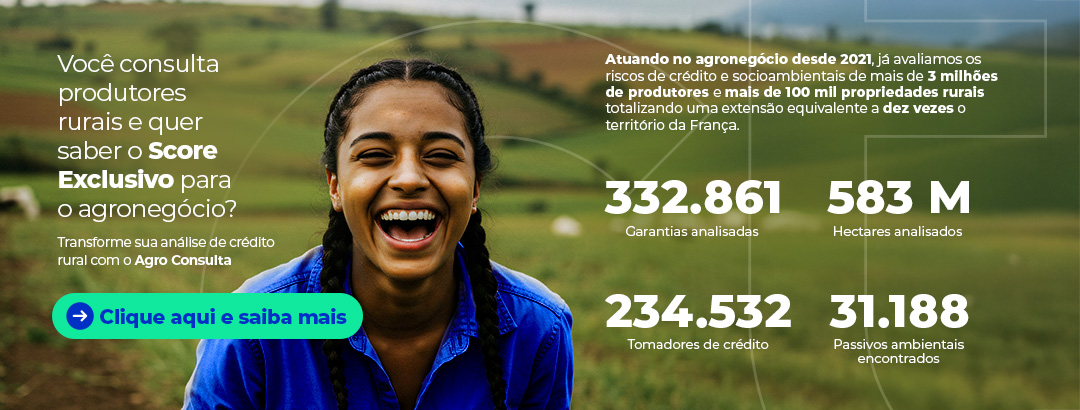 Você consulta
produtores
rurais e quer
saber o Score
Exclusivo para
o agronegócio?
Transforme sua análise de crédito
rural com o Agro Consulta
Clique aqui e saiba mais
Atuando no agronegócio desde 2021, já avaliamos os
riscos de crédito e socioambientais de mais de 3 milhões
de produtores e mais de 100 mil propriedades rurais
totalizando uma extensão equivalente a dez vezes o
território da França.
332.861
Garantias analisadas
583 M
Hectares analisados
234.532
Tomadores de crédito
31.188
Passivos ambientais
encontrados